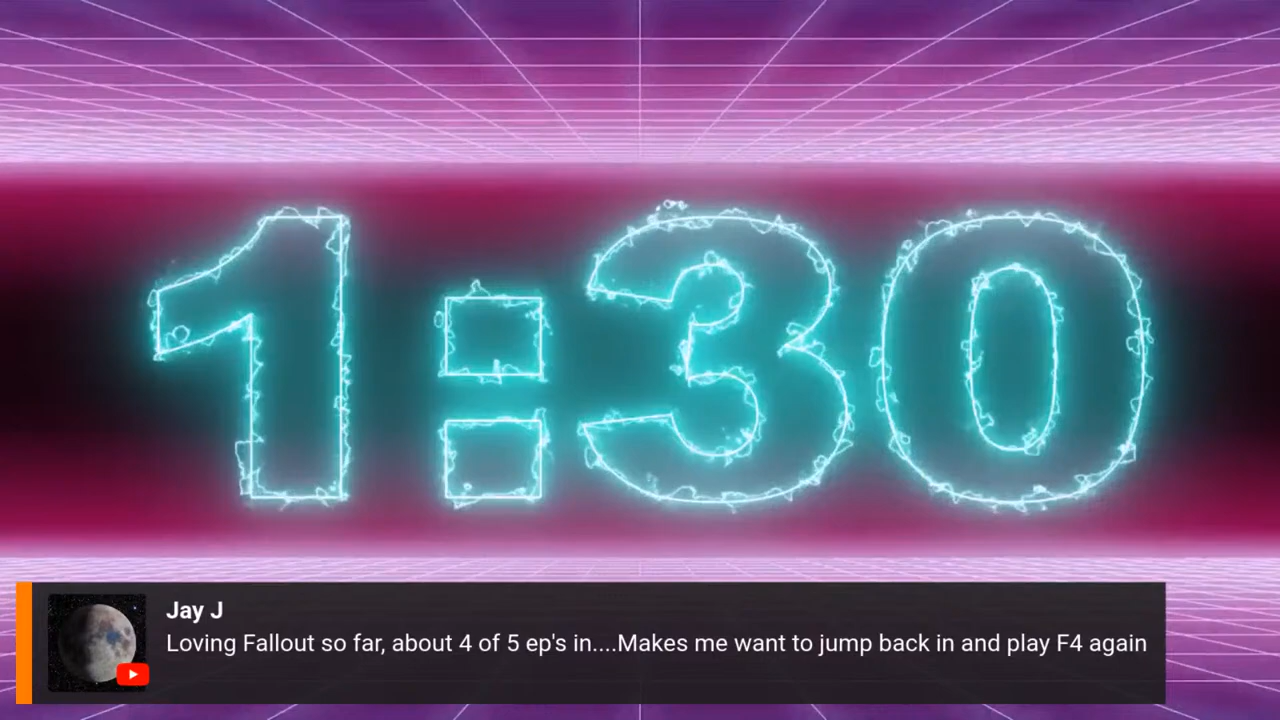 1:30
Jay J
Loving Fallout so far, about 4 of 5 ep's in....Makes me want to jump back in and play F4 again